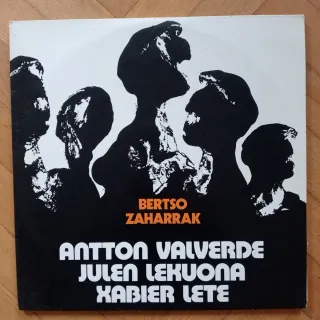 BERTSO
ZAHARRAK
ANTTON VALVERDE
JULEN LEKUONA
XABIER LETE